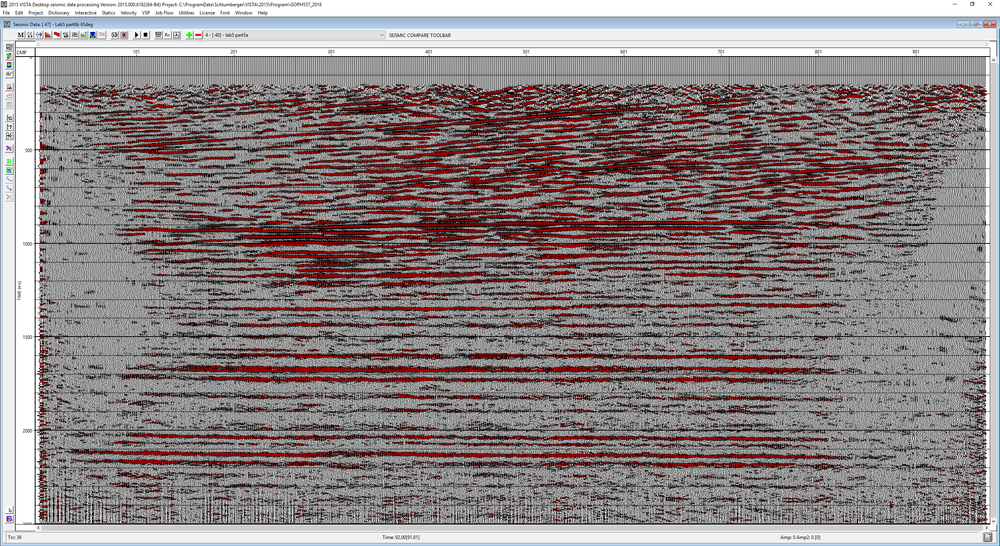 2015 VISTA Desktop seismic data processing Version: 2015.000.6182(64-Bit) Project: C:\ProgramData\Schlumberger\VISTA\2015\Program\GOPH557_2018
File Edit Project Dictionary Interactive Statics Velocity VSP Job Flow Utilities License Font Window Help
Seismic Data: [ 47] - Lab5 part6b 65deg
M Diff Ro 4 - [ 40] - lab5 part5a SEISMIC COMPARE TOOLBAR
CMP 101 201 301 401 501 601 701 801 901
0
500
1000
TIME (ms)
1500
2000
2500
Plot
G
?
R
S
Trc: 36 Time: 92.00[91.81] Amp: 0 Amp2: 0 [0]